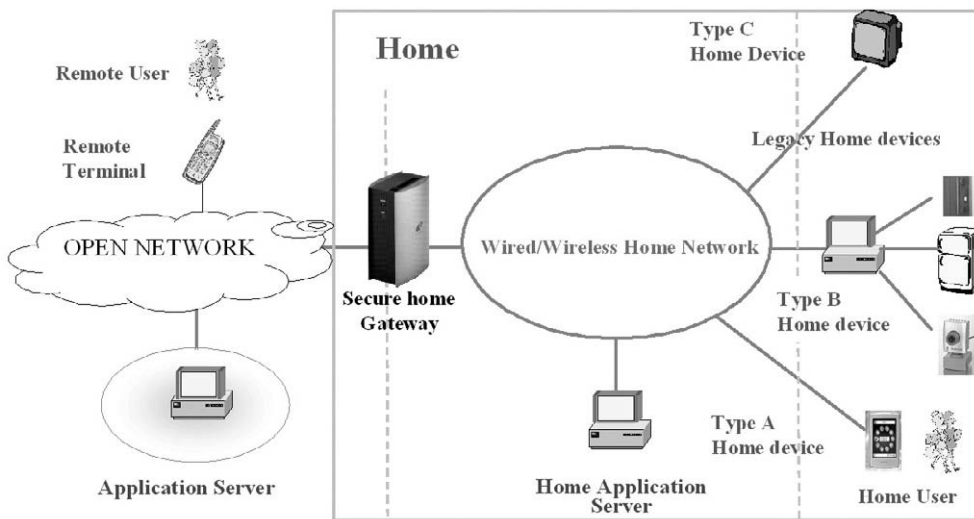 Home
Type C
Home Device
Remote User
Remote
Terminal
Legacy Home devices
OPEN NETWORK
Wired/Wireless Home Network
Secure home
Gateway
Type B
Home device
Type A
Home device
Application Server
Home Application
Server
Home User